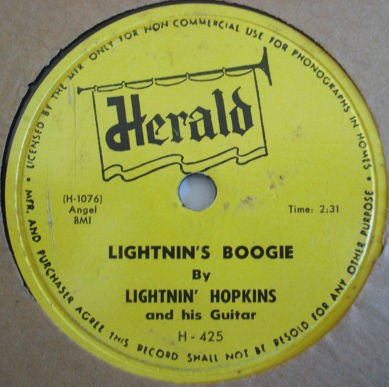 LICENSED BY THE MFR ONLY FOR NON COMMERCIAL USE FOR PHONOGRAPHS IN HOMES •
Herald
(H-1076)
Angel
BMI
Time: 2:31
LIGHTNIN'S BOOGIE
By
LIGHTNIN' HOPKINS
and his Guitar
H - 425
• MFR. AND PURCHASER AGREE THIS RECORD SHALL NOT BE RESOLD FOR ANY OTHER PURPOSE